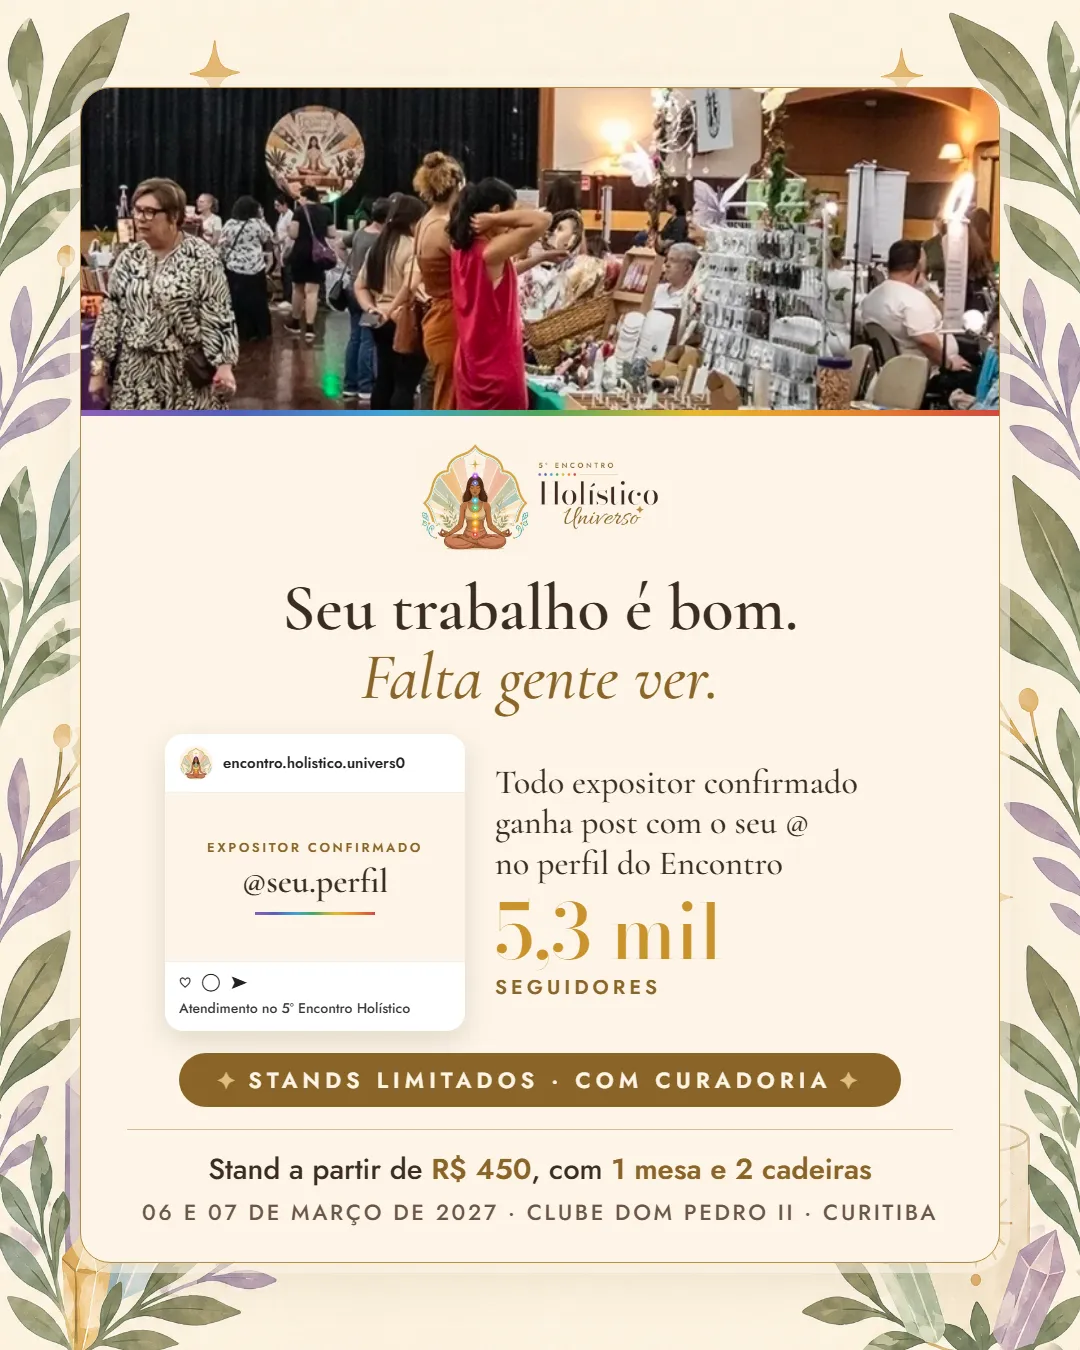 5º ENCONTRO
Holístico
Universo
Seu trabalho é bom.
Falta gente ver.
encontro.holistico.univers0
EXPOSITOR CONFIRMADO
@seu.perfil
Atendimento no 5º Encontro Holístico
Todo expositor confirmado
ganha post com o seu @
no perfil do Encontro
5,3 mil
SEGUIDORES
STANDS LIMITADOS · COM CURADORIA
Stand a partir de R$ 450, com 1 mesa e 2 cadeiras
06 E 07 DE MARÇO DE 2027 · CLUBE DOM PEDRO II · CURITIBA